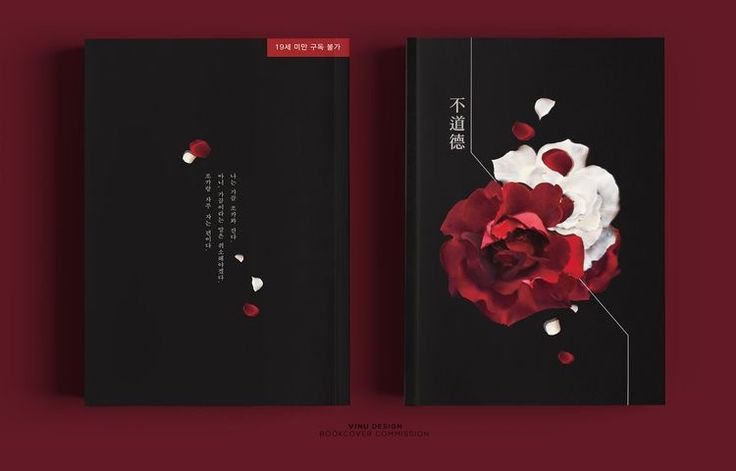 19세 미만 구독 불가
나는 가끔 조카와 잔다.
아니, 가끔이라는 말은 취소해야겠다.
조카랑 자주 자는 편이다.
不道德
VINU DESIGN
BOOKCOVER COMMISSION